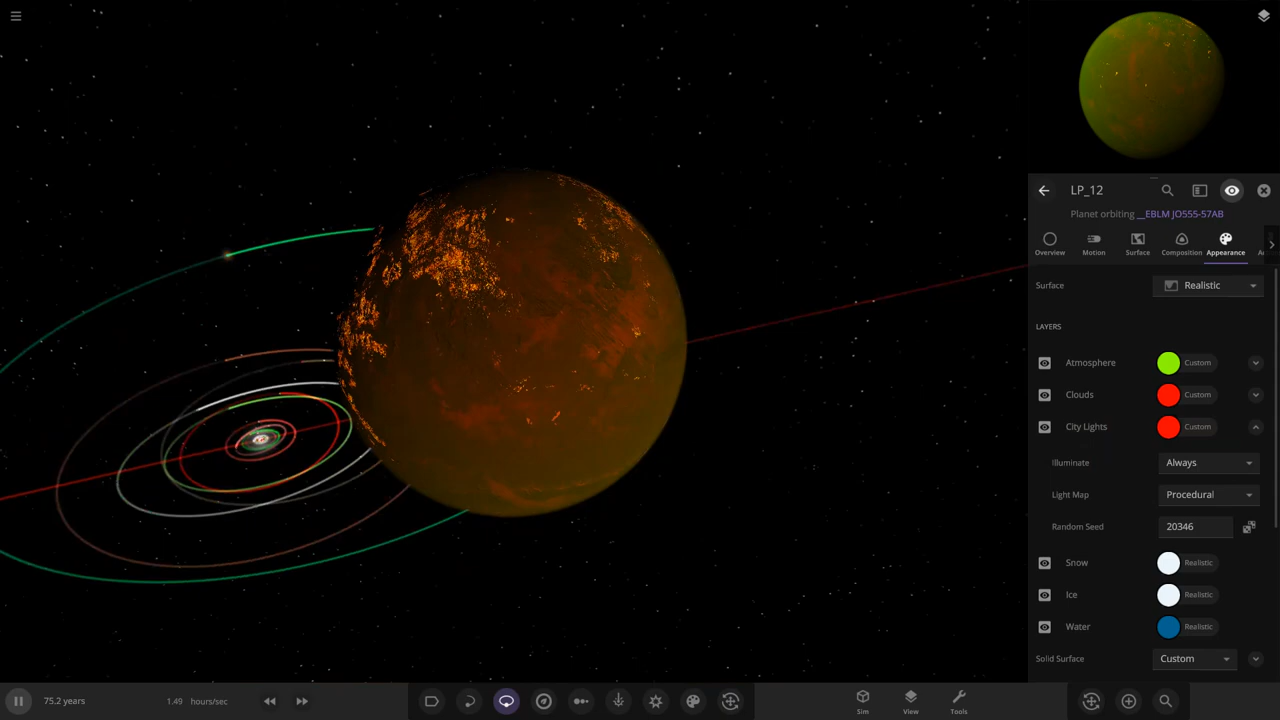 LP_12
Planet orbiting __EBLM JO555-57AB
Overview Motion Surface Composition Appearance
Surface Realistic
LAYERS
Atmosphere Custom
Clouds Custom
City Lights Custom
Illuminate Always
Light Map Procedural
Random Seed 20346
Snow Realistic
Ice Realistic
Water Realistic
Solid Surface Custom
75.2 years 1.49 hours/sec Sim View Tools